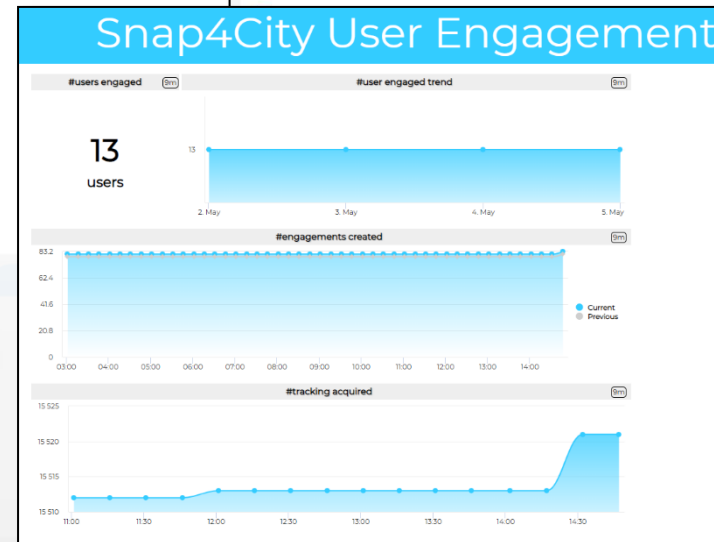 Snap4City User Engagement
#users engaged 9m #user engaged trend 9m
13
users
13
2. May 3. May 4. May 5. May
#engagements created 9m
83.2
62.4
41.6
20.8
0
03:00 04:00 05:00 06:00 07:00 08:00 09:00 10:00 11:00 12:00 13:00 14:00
Current
Previous
#tracking acquired 9m
15 525
15 520
15 515
15 510
11:00 11:30 12:00 12:30 13:00 13:30 14:00 14:30